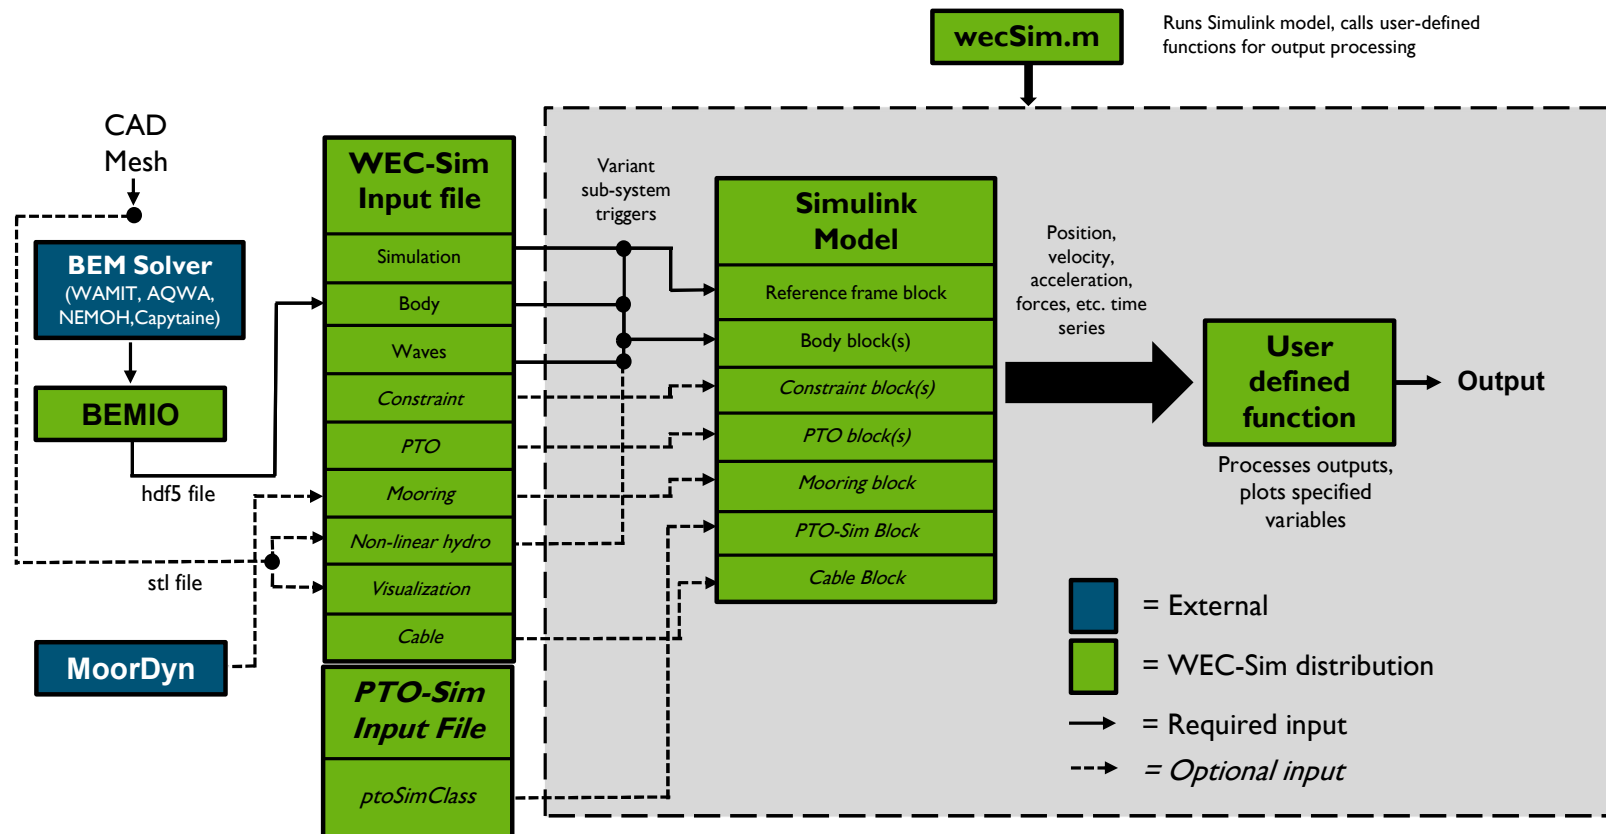 wecSim.m
Runs Simulink model, calls user-defined
functions for output processing
CAD
Mesh
BEM Solver
(WAMIT, AQWA,
NEMOH,Capytaine)
BEMIO
hdf5 file
stl file
MoorDyn
WEC-Sim
Input file
Simulation
Body
Waves
Constraint
PTO
Mooring
Non-linear hydro
Visualization
Cable
PTO-Sim
Input File
ptoSimClass
Variant
sub-system
triggers
Simulink
Model
Reference frame block
Body block(s)
Constraint block(s)
PTO block(s)
Mooring block
PTO-Sim Block
Cable Block
Position,
velocity,
acceleration,
forces, etc. time
series
User
defined
function
Processes outputs,
plots specified
variables
Output
= External
= WEC-Sim distribution
= Required input
= Optional input